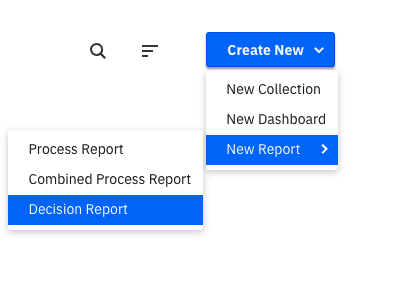 Create New
New Collection
New Dashboard
New Report
Process Report
Combined Process Report
Decision Report